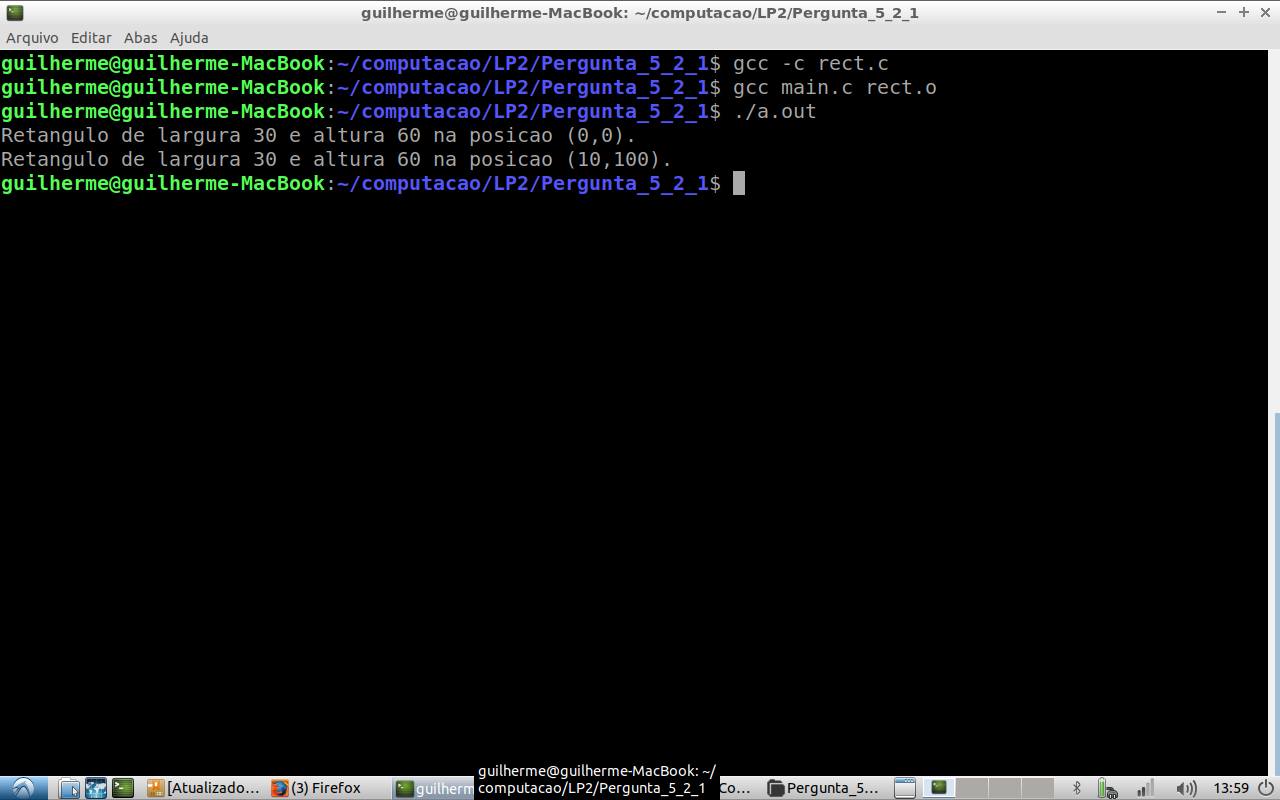 guilherme@guilherme-MacBook: ~/computacao/LP2/Pergunta_5_2_1
Arquivo Editar Abas Ajuda
guilherme@guilherme-MacBook:~/computacao/LP2/Pergunta_5_2_1$ gcc -c rect.c
guilherme@guilherme-MacBook:~/computacao/LP2/Pergunta_5_2_1$ gcc main.c rect.o
guilherme@guilherme-MacBook:~/computacao/LP2/Pergunta_5_2_1$ ./a.out
Retangulo de largura 30 e altura 60 na posicao (0,0).
Retangulo de largura 30 e altura 60 na posicao (10,100).
guilherme@guilherme-MacBook:~/computacao/LP2/Pergunta_5_2_1$
guilherme@guilherme-MacBook: ~/
computacao/LP2/Pergunta_5_2_1
[Atualizado... (3) Firefox guilherm Co... Pergunta_5... 13:59